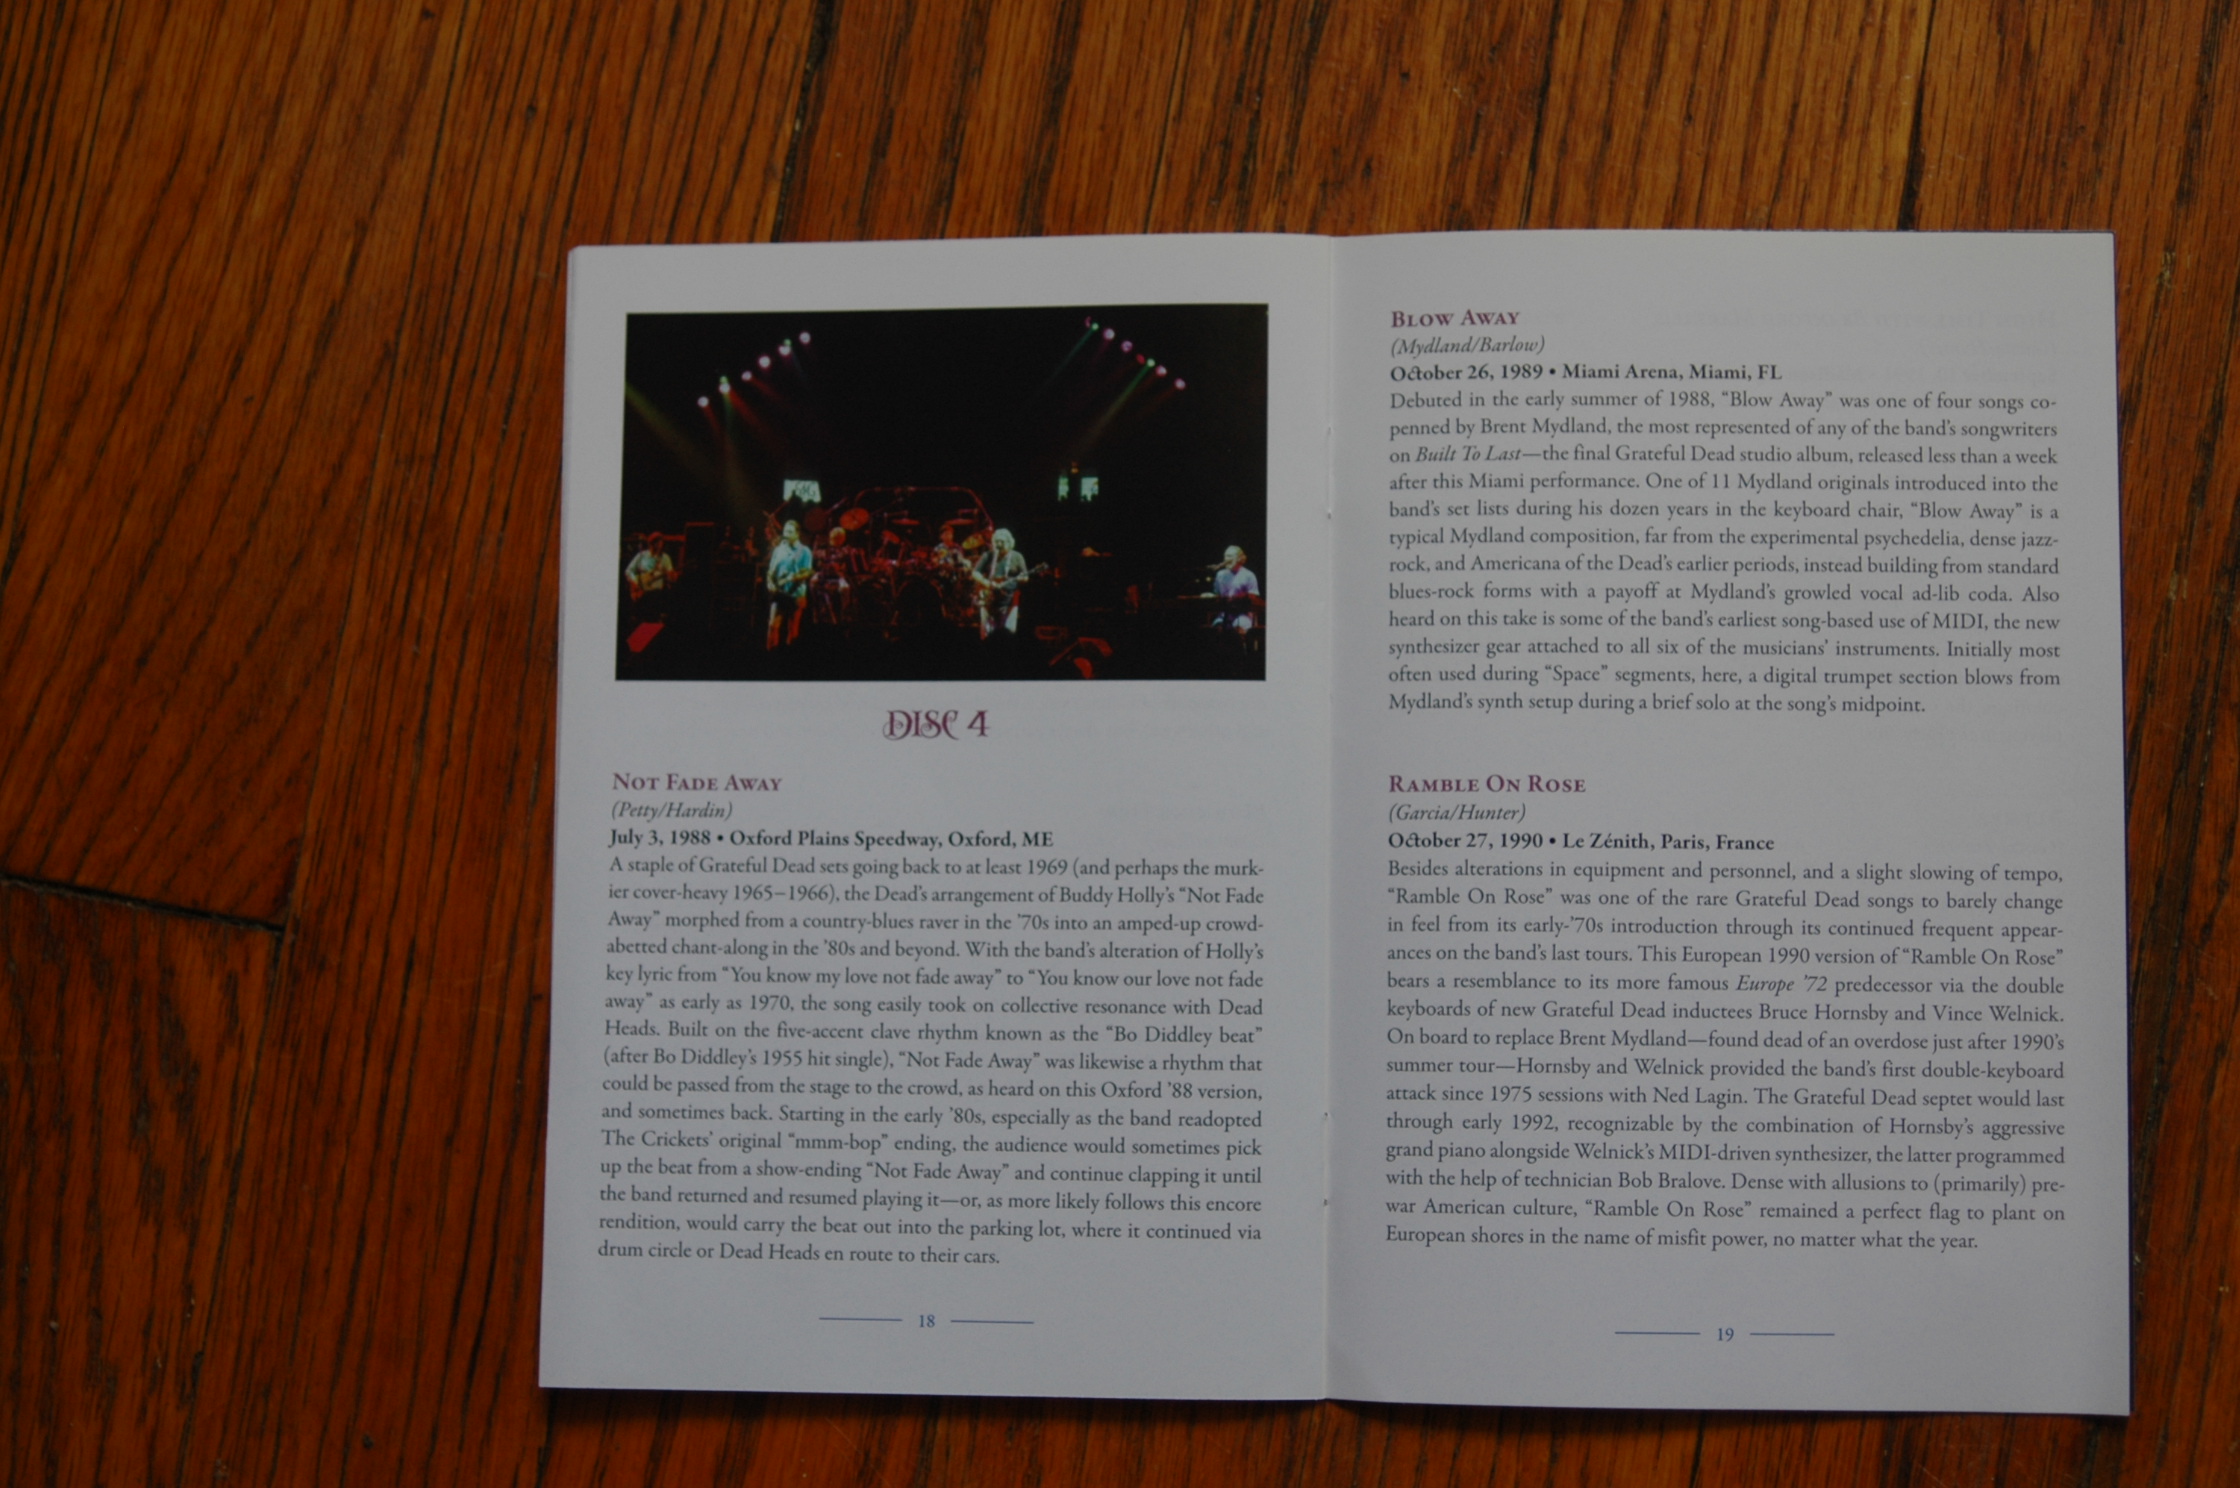 DISC 4
NOT FADE AWAY
(Petty/Hardin)
July 3, 1988 • Oxford Plains Speedway, Oxford, ME
A staple of Grateful Dead sets going back to at least 1969 (and perhaps the murk-
ier cover-heavy 1965–1966), the Dead's arrangement of Buddy Holly's “Not Fade
Away” morphed from a country-blues raver in the '70s into an amped-up crowd-
abetted chant-along in the '80s and beyond. With the band's alteration of Holly's
key lyric from “You know my love not fade away” to “You know our love not fade
away” as early as 1970, the song easily took on collective resonance with Dead
Heads. Built on the five-accent clave rhythm known as the “Bo Diddley beat”
(after Bo Diddley's 1955 hit single), “Not Fade Away” was likewise a rhythm that
could be passed from the stage to the crowd, as heard on this Oxford '88 version,
and sometimes back. Starting in the early '80s, especially as the band readopted
The Crickets' original “mmm-bop” ending, the audience would sometimes pick
up the beat from a show-ending “Not Fade Away” and continue clapping it until
the band returned and resumed playing it—or, as more likely follows this encore
rendition, would carry the beat out into the parking lot, where it continued via
drum circle or Dead Heads en route to their cars.
18
BLOW AWAY
(Mydland/Barlow)
October 26, 1989 • Miami Arena, Miami, FL
Debuted in the early summer of 1988, “Blow Away” was one of four songs co-
penned by Brent Mydland, the most represented of any of the band's songwriters
on Built To Last—the final Grateful Dead studio album, released less than a week
after this Miami performance. One of 11 Mydland originals introduced into the
band's set lists during his dozen years in the keyboard chair, “Blow Away” is a
typical Mydland composition, far from the experimental psychedelia, dense jazz-
rock, and Americana of the Dead's earlier periods, instead building from standard
blues-rock forms with a payoff at Mydland's growled vocal ad-lib coda. Also
heard on this take is some of the band's earliest song-based use of MIDI, the new
synthesizer gear attached to all six of the musicians' instruments. Initially most
often used during “Space” segments, here, a digital trumpet section blows from
Mydland's synth setup during a brief solo at the song's midpoint.
RAMBLE ON ROSE
(Garcia/Hunter)
October 27, 1990 • Le Zénith, Paris, France
Besides alterations in equipment and personnel, and a slight slowing of tempo,
“Ramble On Rose” was one of the rare Grateful Dead songs to barely change
in feel from its early-'70s introduction through its continued frequent appear-
ances on the band's last tours. This European 1990 version of “Ramble On Rose”
bears a resemblance to its more famous Europe '72 predecessor via the double
keyboards of new Grateful Dead inductees Bruce Hornsby and Vince Welnick.
On board to replace Brent Mydland—found dead of an overdose just after 1990's
summer tour—Hornsby and Welnick provided the band's first double-keyboard
attack since 1975 sessions with Ned Lagin. The Grateful Dead septet would last
through early 1992, recognizable by the combination of Hornsby's aggressive
grand piano alongside Welnick's MIDI-driven synthesizer, the latter programmed
with the help of technician Bob Bralove. Dense with allusions to (primarily) pre-
war American culture, “Ramble On Rose” remained a perfect flag to plant on
European shores in the name of misfit power, no matter what the year.
19